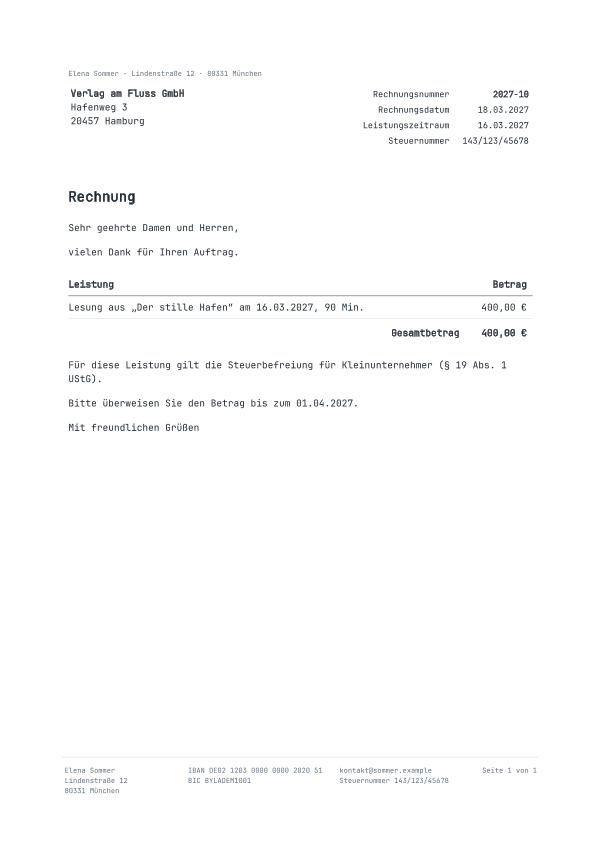 Elena Sommer · Lindenstraße 12 · 80331 München
Verlag am Fluss GmbH
Hafenweg 3
20457 Hamburg
Rechnungsnummer 2027-10
Rechnungsdatum 18.03.2027
Leistungszeitraum 16.03.2027
Steuernummer 143/123/45678
Rechnung
Sehr geehrte Damen und Herren,
vielen Dank für Ihren Auftrag.
Leistung Betrag
Lesung aus „Der stille Hafen“ am 16.03.2027, 90 Min. 400,00 €
Gesamtbetrag 400,00 €
Für diese Leistung gilt die Steuerbefreiung für Kleinunternehmer (§ 19 Abs. 1
UStG).
Bitte überweisen Sie den Betrag bis zum 01.04.2027.
Mit freundlichen Grüßen
Elena Sommer
Lindenstraße 12
80331 München
IBAN DE02 1203 0000 0000 2020 51
BIC BYLADEM1001
kontakt@sommer.example
Steuernummer 143/123/45678
Seite 1 von 1